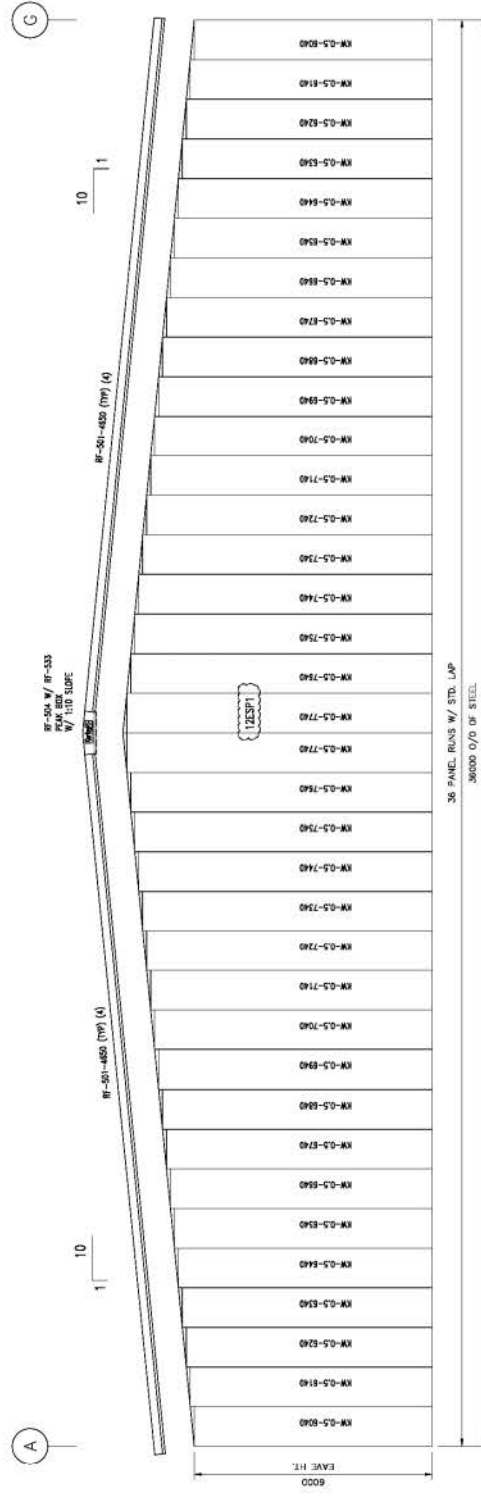 A
G
10
1
10
1
RF-504 W/ RF-533
PEAK BOX
W/ 1:10 SLOPE
RF-501-4650 (TYP) (4)
RF-501-4650 (TYP) (4)
12ESP1
KW-0.5-6040
KW-0.5-6140
KW-0.5-6240
KW-0.5-6340
KW-0.5-6440
KW-0.5-6540
KW-0.5-6640
KW-0.5-6740
KW-0.5-6840
KW-0.5-6940
KW-0.5-7040
KW-0.5-7140
KW-0.5-7240
KW-0.5-7340
KW-0.5-7440
KW-0.5-7540
KW-0.5-7640
KW-0.5-7740
KW-0.5-7740
KW-0.5-7640
KW-0.5-7540
KW-0.5-7440
KW-0.5-7340
KW-0.5-7240
KW-0.5-7140
KW-0.5-7040
KW-0.5-6940
KW-0.5-6840
KW-0.5-6740
KW-0.5-6640
KW-0.5-6540
KW-0.5-6440
KW-0.5-6340
KW-0.5-6240
KW-0.5-6140
KW-0.5-6040
6000
EAVE HT.
36 PANEL RUNS W/ STD. LAP
36000 O/O OF STEEL